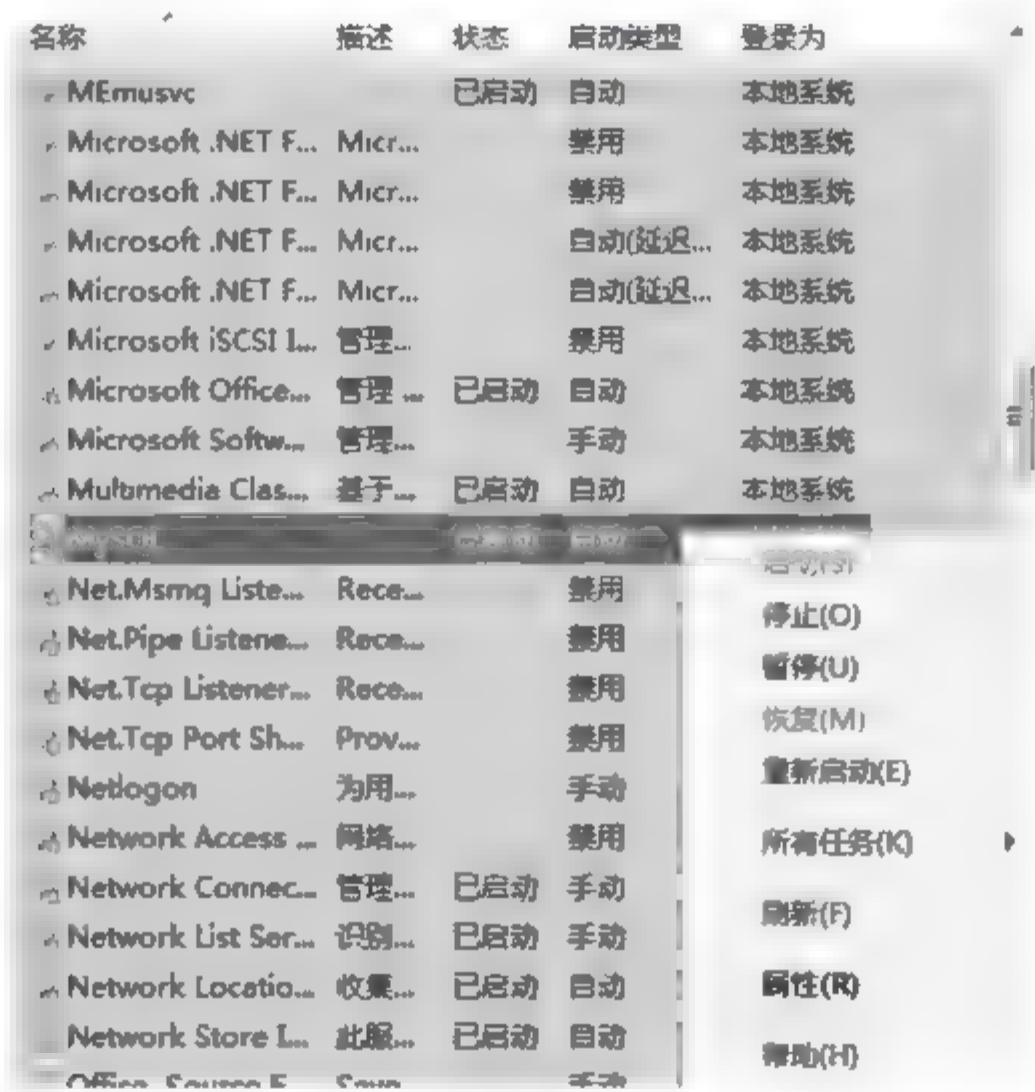 名称 描述 状态 启动类型 登录为
MEmusvc 已启动 自动 本地系统
Microsoft .NET F... Micr... 禁用 本地系统
Microsoft .NET F... Micr... 禁用 本地系统
Microsoft .NET F... Micr... 自动(延迟... 本地系统
Microsoft .NET F... Micr... 自动(延迟... 本地系统
Microsoft iSCSI I... 管理... 禁用 本地系统
Microsoft Office... 管理 ... 已启动 自动 本地系统
Microsoft Softw... 管理... 手动 本地系统
Multimedia Clas... 基于... 已启动 自动 本地系统
启动(S)
Net.Msmq Liste... Rece... 禁用
停止(O)
Net.Pipe Listene... Rece... 禁用
暂停(U)
Net.Tcp Listener... Rece... 禁用
恢复(M)
Net.Tcp Port Sh... Prov... 禁用
重新启动(E)
Netlogon 为用... 手动
Network Access ... 网络... 禁用
所有任务(K)
Network Connec... 管理... 已启动 手动
刷新(F)
Network List Ser... 识别... 已启动 手动
Network Locatio... 收集... 已启动 自动
属性(R)
Network Store I... 此服... 已启动 自动
帮助(H)
Office Source E... Save 手动